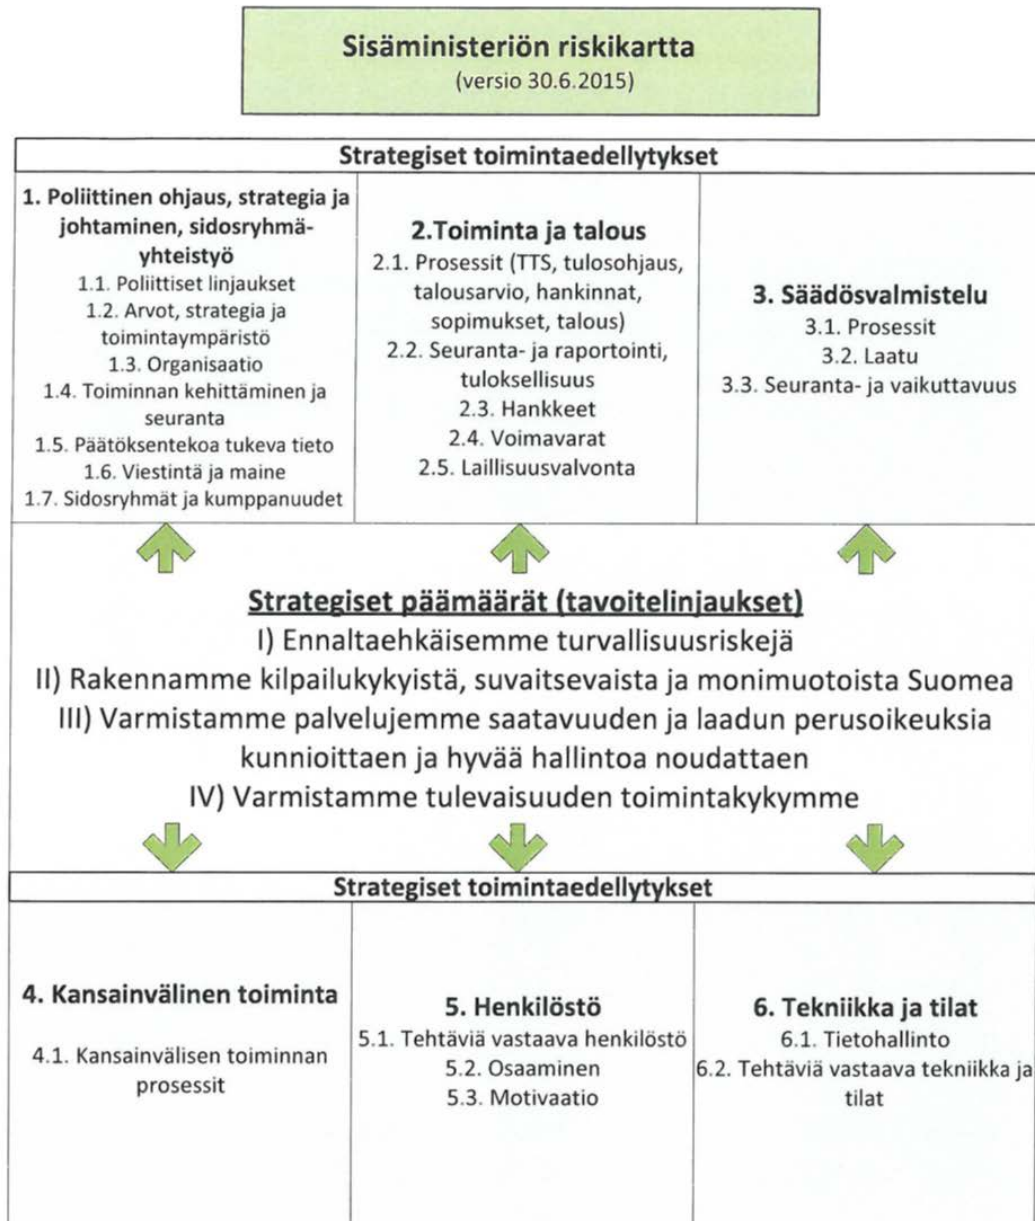 Sisäministeriön riskikartta
(versio 30.6.2015)
Strategiset toimintaedellytykset
1. Poliittinen ohjaus, strategia ja
johtaminen, sidosryhmä-
yhteistyö
1.1. Poliittiset linjaukset
1.2. Arvot, strategia ja
toimintaympäristö
1.3. Organisaatio
1.4. Toiminnan kehittäminen ja
seuranta
1.5. Päätöksentekoa tukeva tieto
1.6. Viestintä ja maine
1.7. Sidosryhmät ja kumppanuudet
2.Toiminta ja talous
2.1. Prosessit (TTS, tulosohjaus,
talousarvio, hankinnat,
sopimukset, talous)
2.2. Seuranta- ja raportointi,
tuloksellisuus
2.3. Hankkeet
2.4. Voimavarat
2.5. Laillisuusvalvonta
3. Säädösvalmistelu
3.1. Prosessit
3.2. Laatu
3.3. Seuranta- ja vaikuttavuus
Strategiset päämäärät (tavoitelinjaukset)
I) Ennaltaehkäisemme turvallisuusriskejä
II) Rakennamme kilpailukykyistä, suvaitsevaista ja monimuotoista Suomea
III) Varmistamme palvelujemme saatavuuden ja laadun perusoikeuksia
kunnioittaen ja hyvää hallintoa noudattaen
IV) Varmistamme tulevaisuuden toimintakykymme
Strategiset toimintaedellytykset
4. Kansainvälinen toiminta
4.1. Kansainvälisen toiminnan
prosessit
5. Henkilöstö
5.1. Tehtäviä vastaava henkilöstö
5.2. Osaaminen
5.3. Motivaatio
6. Tekniikka ja tilat
6.1. Tietohallinto
6.2. Tehtäviä vastaava tekniikka ja
tilat